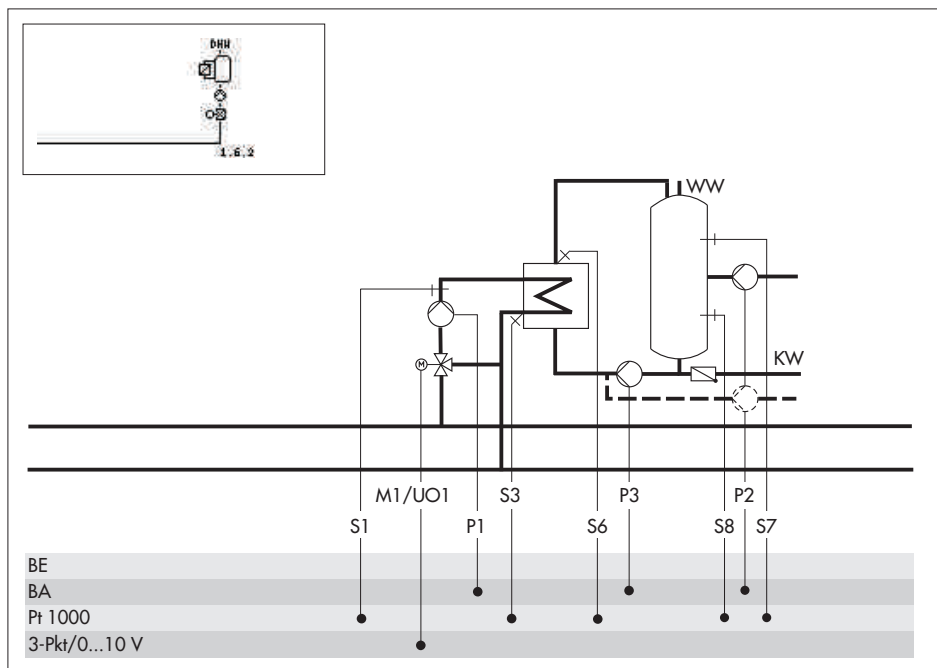 DHW
1.6.2
WW
M
KW
M1/UO1 S3 P3 P2
S1 P1 S6 S8 S7
BE
BA
Pt 1000
3-Pkt/0...10 V